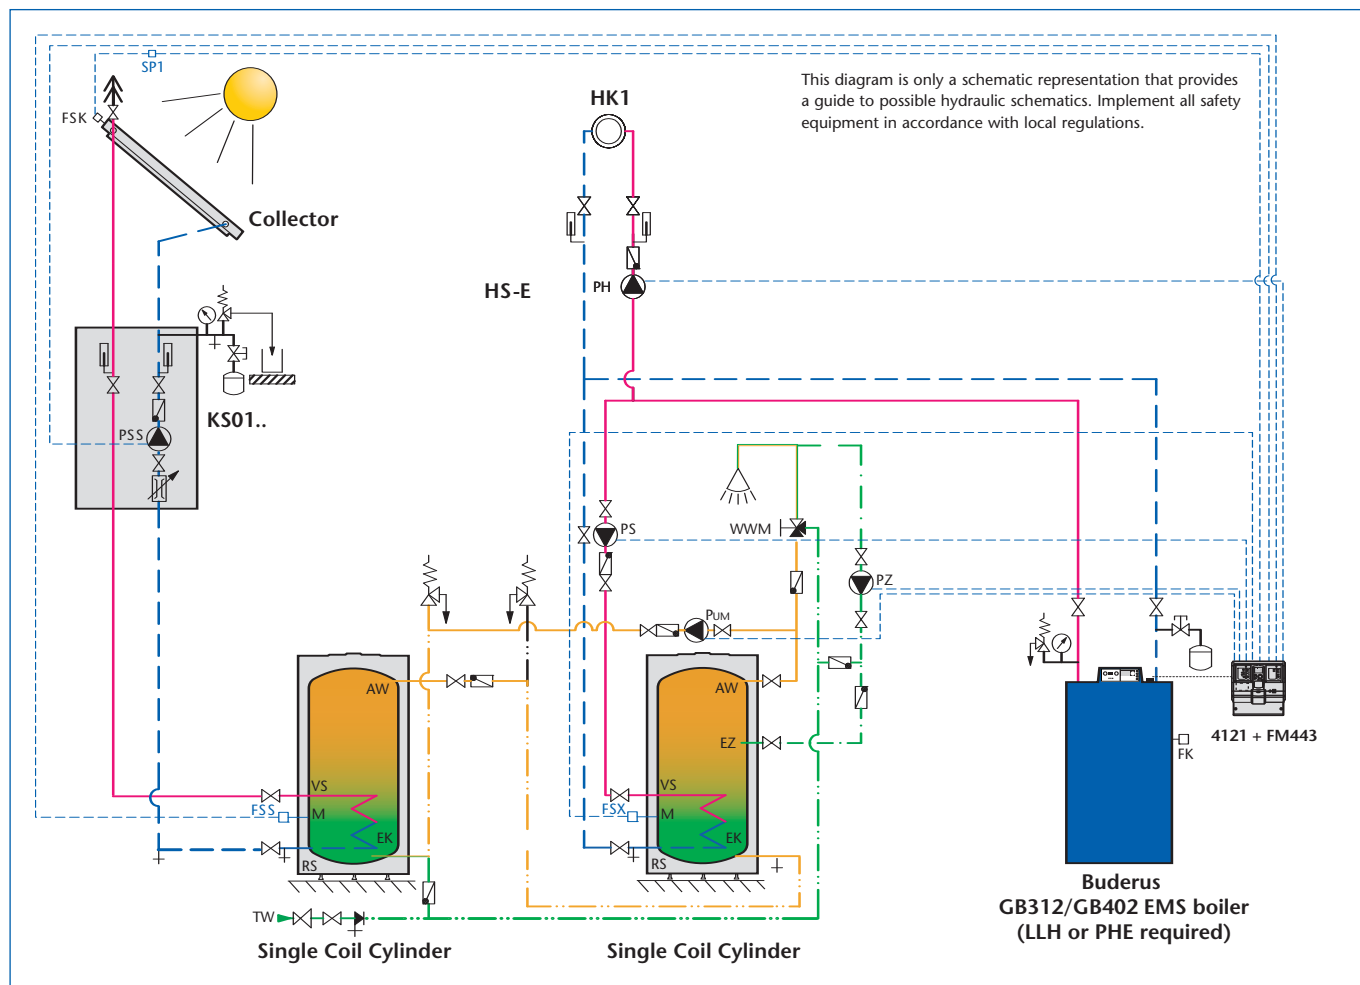 SP1
This diagram is only a schematic representation that provides
a guide to possible hydraulic schematics. Implement all safety
equipment in accordance with local regulations.
HK1
FSK
Collector
HS-E
PH
KS01..
PSS
PS
WWM
PZ
PUM
AW
AW
EZ
4121 + FM443
FK
VS
FSS
M
EK
RS
VS
FSX
M
EK
RS
TW
Single Coil Cylinder
Single Coil Cylinder
Buderus
GB312/GB402 EMS boiler
(LLH or PHE required)